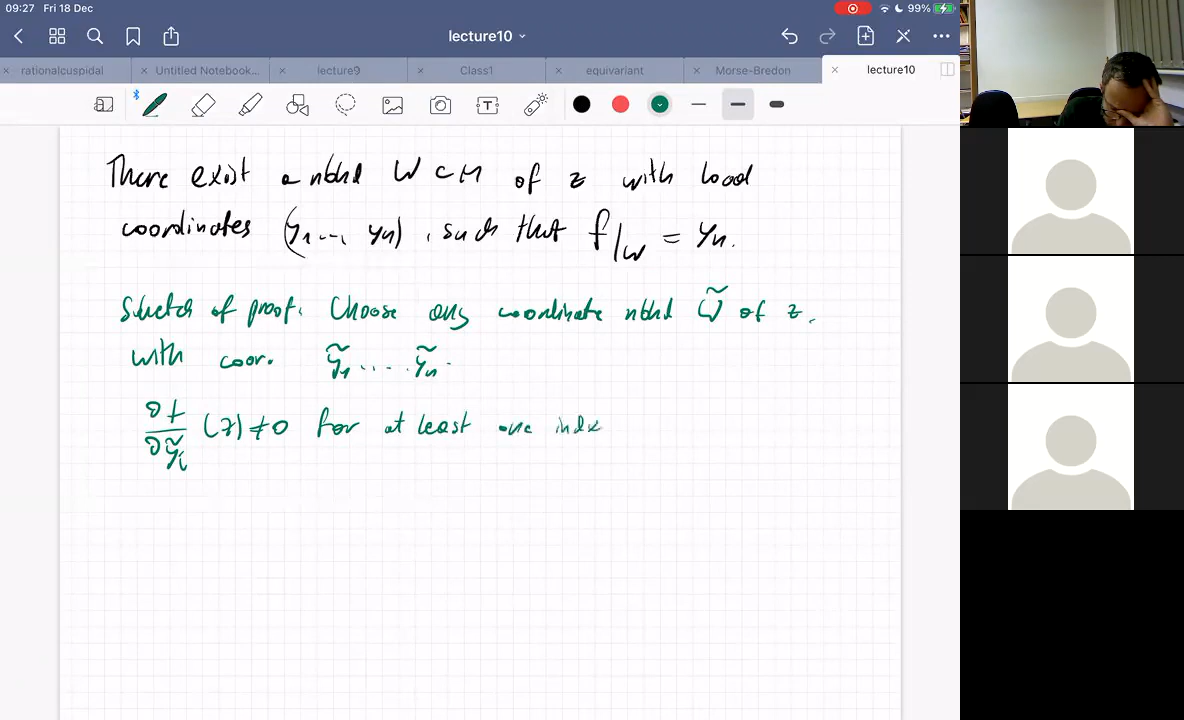 09:27 Fri 18 Dec
99%
lecture10
rationalcuspidal
Untitled Notebook...
lecture9
Class1
equivariant
Morse-Bredon
lecture10
There exist a nbhd W ⊂ M of z with local
coordinates (y₁..., yₙ), such that f|_W = yₙ.
Sketch of proof. Choose any coordinate nbhd W̃ of z.
with coor. ỹ₁....ỹₙ.
∂f/∂ỹᵢ (z) ≠ 0 for at least one index